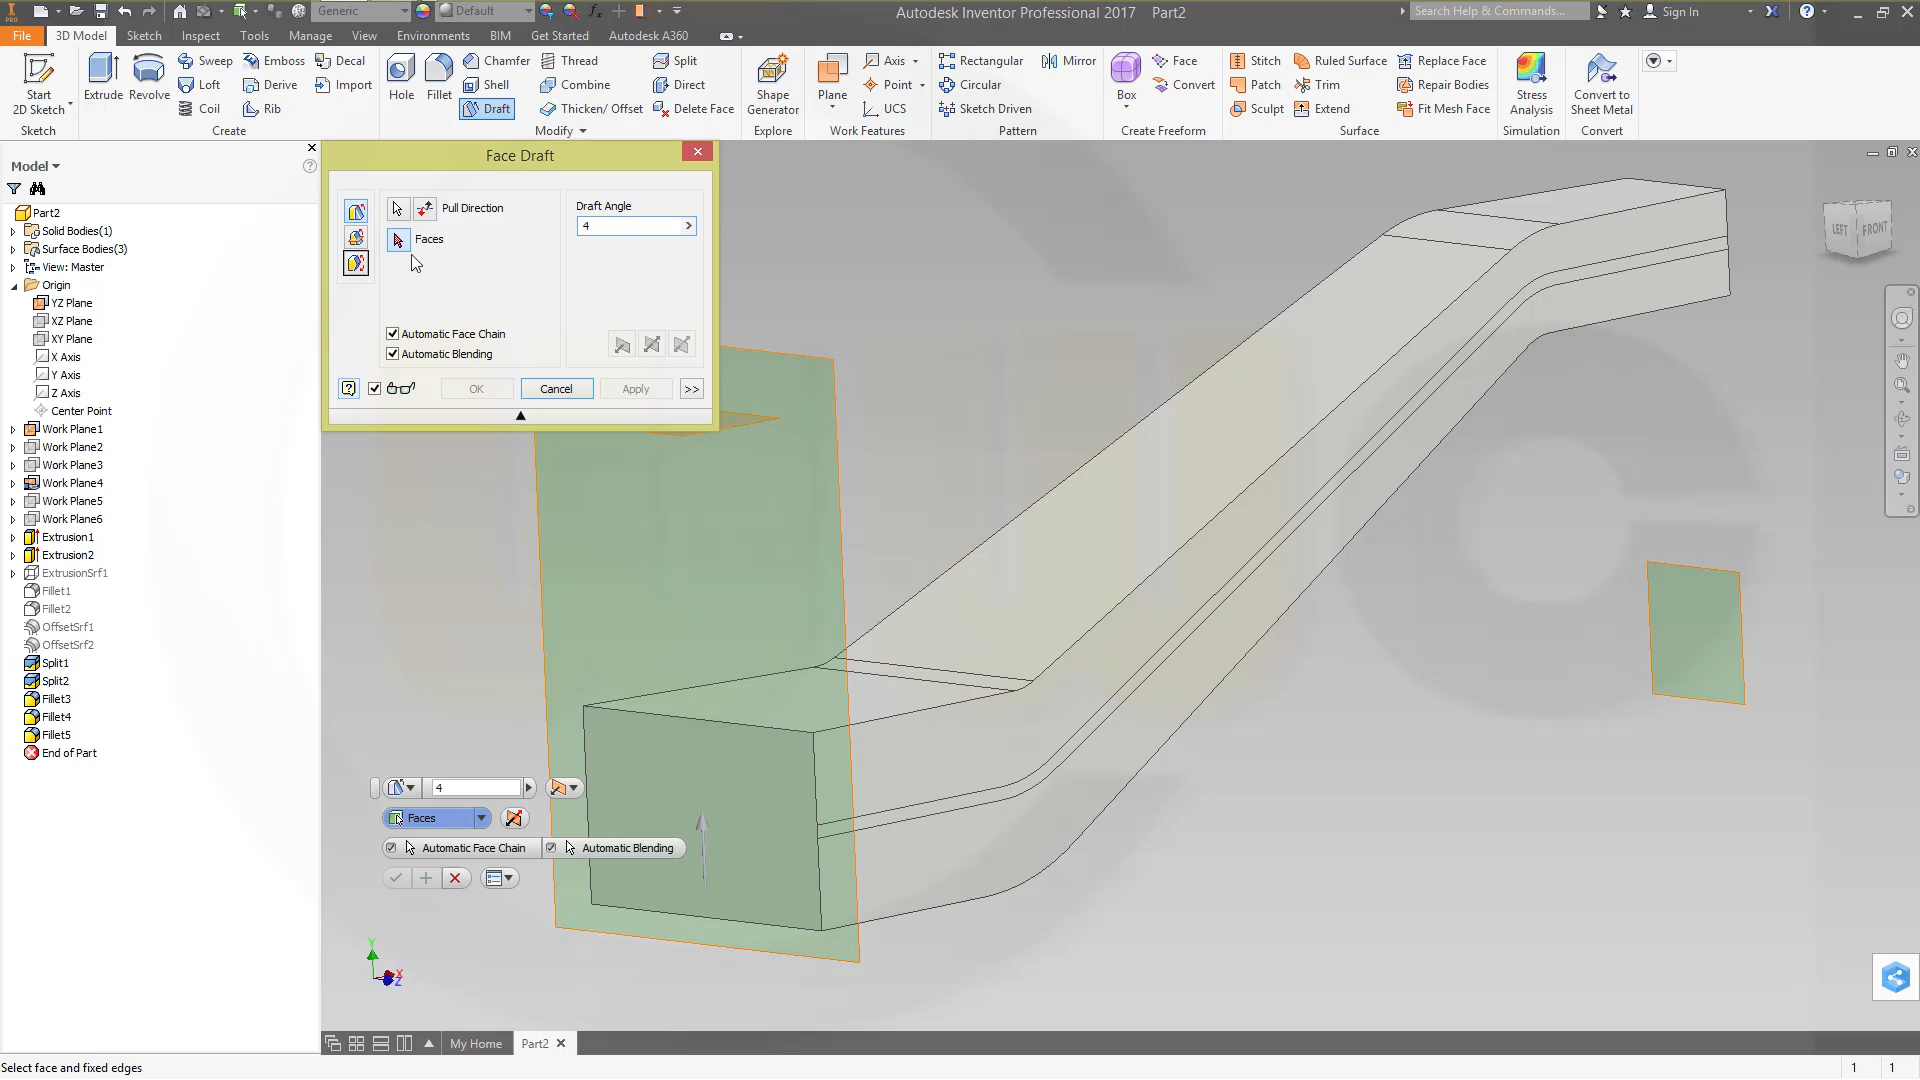 Generic
Default
Autodesk Inventor Professional 2017 Part2
Search Help & Commands...
Sign In
PRO
File
3D Model
Sketch
Inspect
Tools
Manage
View
Environments
BIM
Get Started
Autodesk A360
Start
2D Sketch
Sketch
Extrude
Revolve
Sweep
Loft
Coil
Emboss
Derive
Rib
Decal
Import
Create
Hole
Fillet
Chamfer
Shell
Draft
Thread
Combine
Thicken/ Offset
Split
Direct
Delete Face
Modify
Shape
Generator
Explore
Plane
Axis
Point
UCS
Work Features
Rectangular
Circular
Sketch Driven
Mirror
Pattern
Box
Face
Convert
Create Freeform
Stitch
Patch
Sculpt
Ruled Surface
Trim
Extend
Replace Face
Repair Bodies
Fit Mesh Face
Surface
Stress
Analysis
Simulation
Convert to
Sheet Metal
Convert
Model
Part2
Solid Bodies(1)
Surface Bodies(3)
View: Master
Origin
YZ Plane
XZ Plane
XY Plane
X Axis
Y Axis
Z Axis
Center Point
Work Plane1
Work Plane2
Work Plane3
Work Plane4
Work Plane5
Work Plane6
Extrusion1
Extrusion2
ExtrusionSrf1
Fillet1
Fillet2
OffsetSrf1
OffsetSrf2
Split1
Split2
Fillet3
Fillet4
Fillet5
End of Part
Face Draft
Pull Direction
Faces
Draft Angle
4
Automatic Face Chain
Automatic Blending
OK
Cancel
Apply
>>
LEFT
FRONT
4
Faces
Automatic Face Chain
Automatic Blending
Y
X
Z
My Home
Part2
Select face and fixed edges
1
1